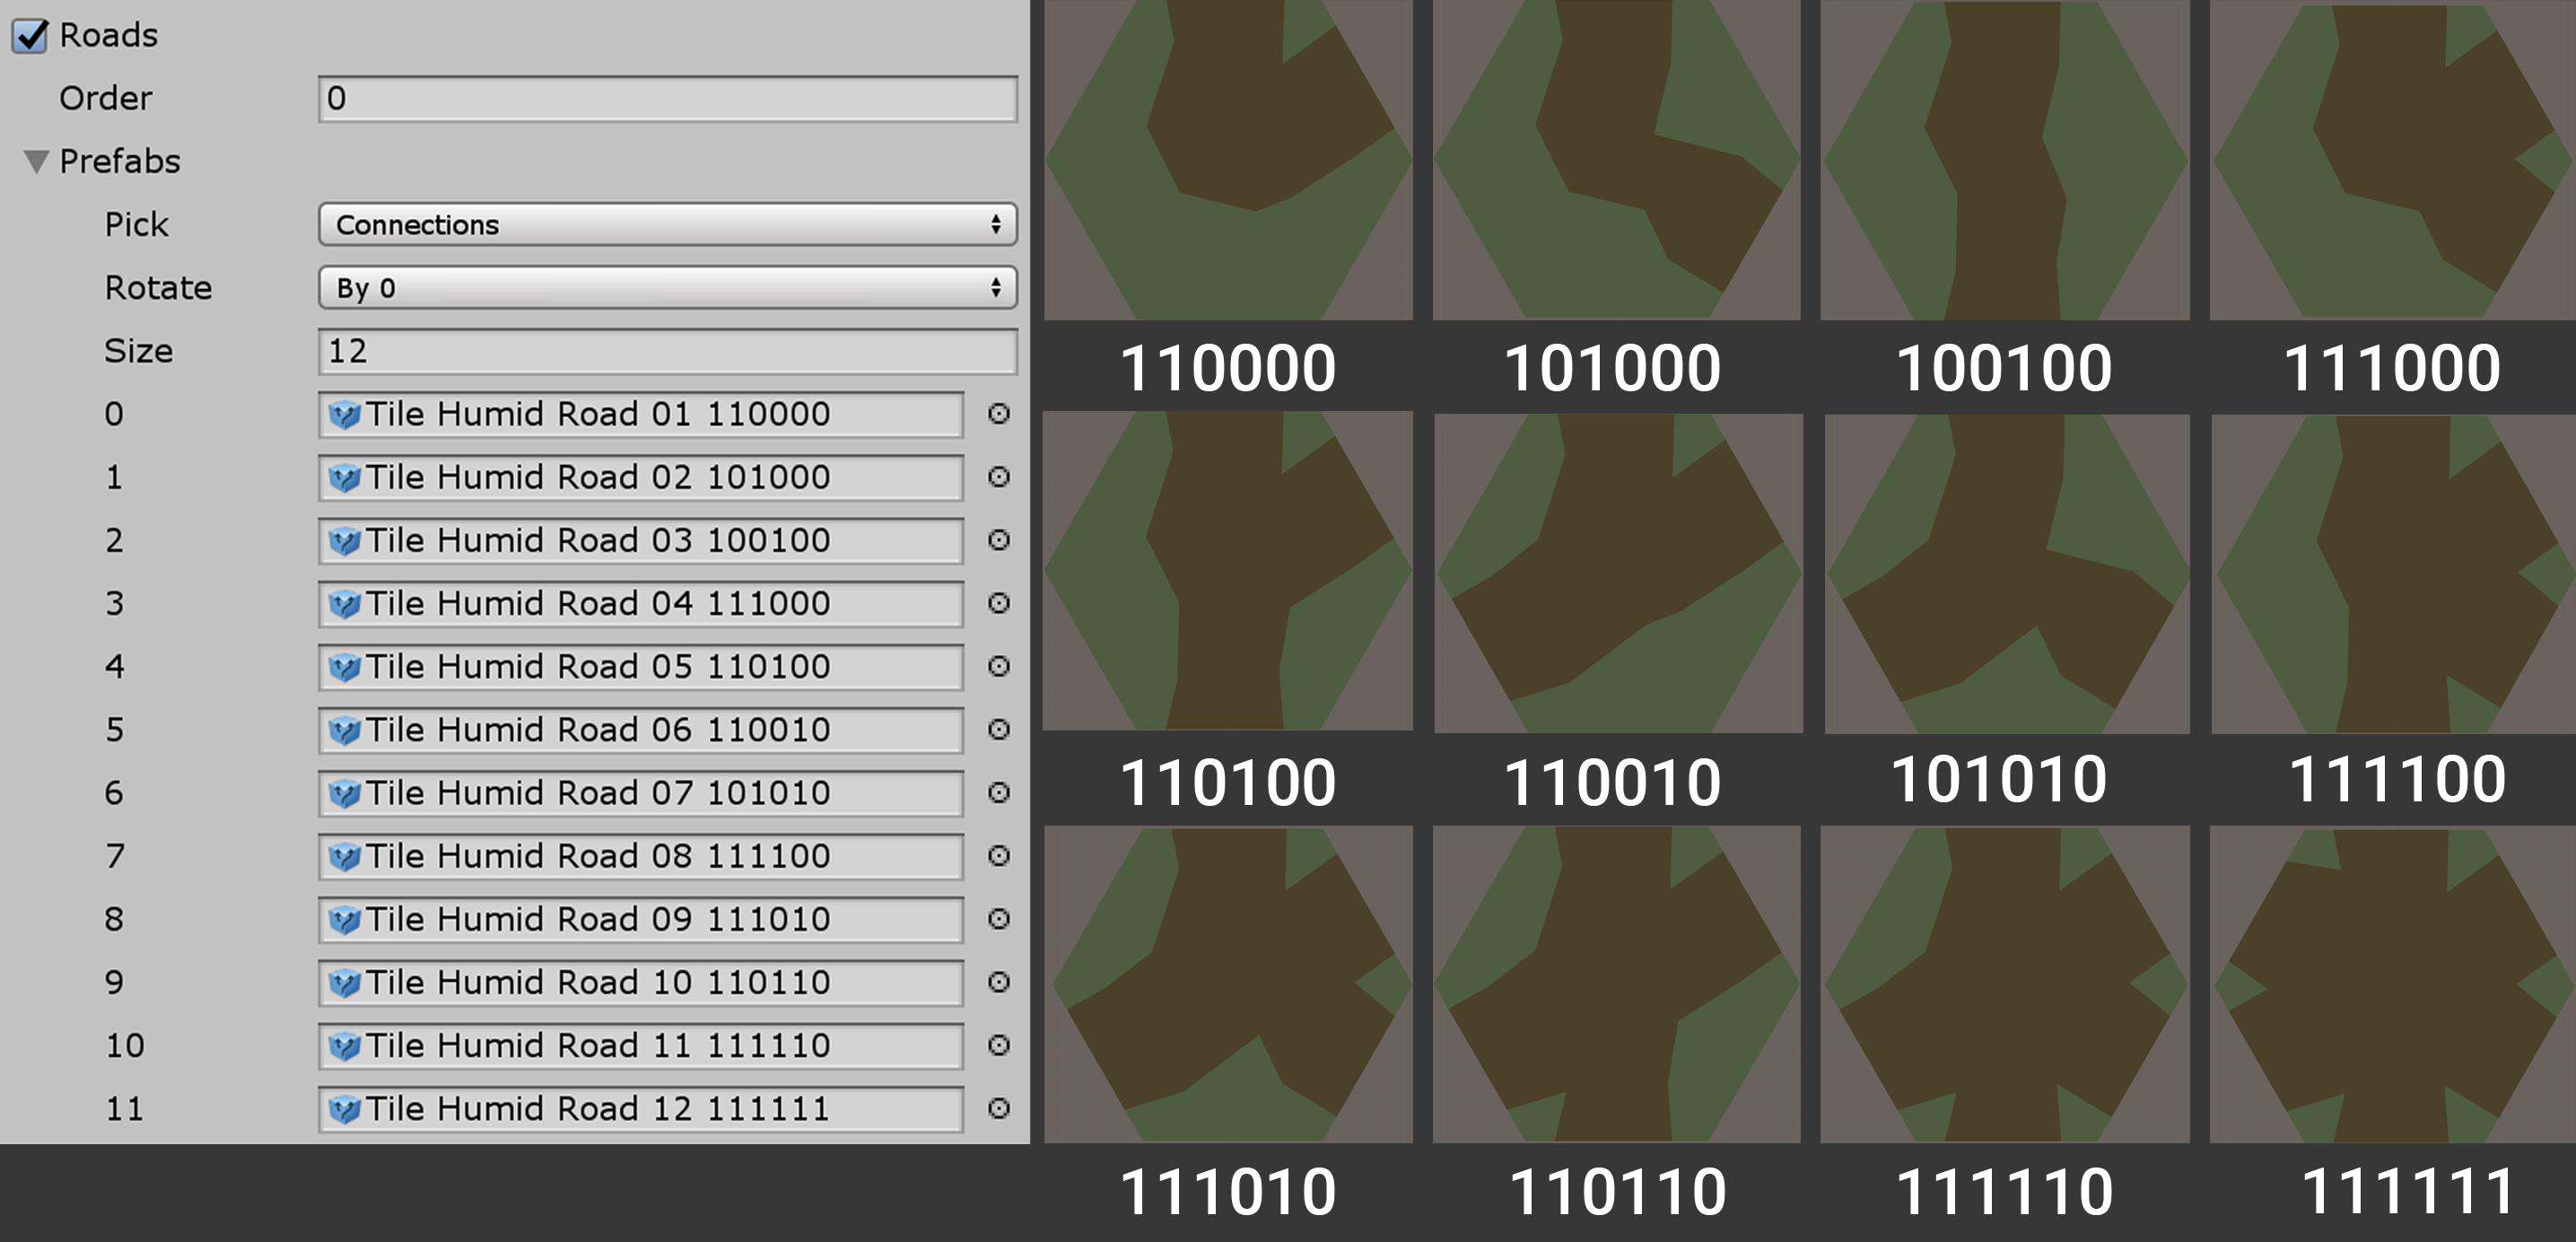 Roads
Order 0
Prefabs
Pick Connections
Rotate By 0
Size 12
0 Tile Humid Road 01 110000
1 Tile Humid Road 02 101000
2 Tile Humid Road 03 100100
3 Tile Humid Road 04 111000
4 Tile Humid Road 05 110100
5 Tile Humid Road 06 110010
6 Tile Humid Road 07 101010
7 Tile Humid Road 08 111100
8 Tile Humid Road 09 111010
9 Tile Humid Road 10 110110
10 Tile Humid Road 11 111110
11 Tile Humid Road 12 111111
110000 101000 100100 111000
110100 110010 101010 111100
111010 110110 111110 111111